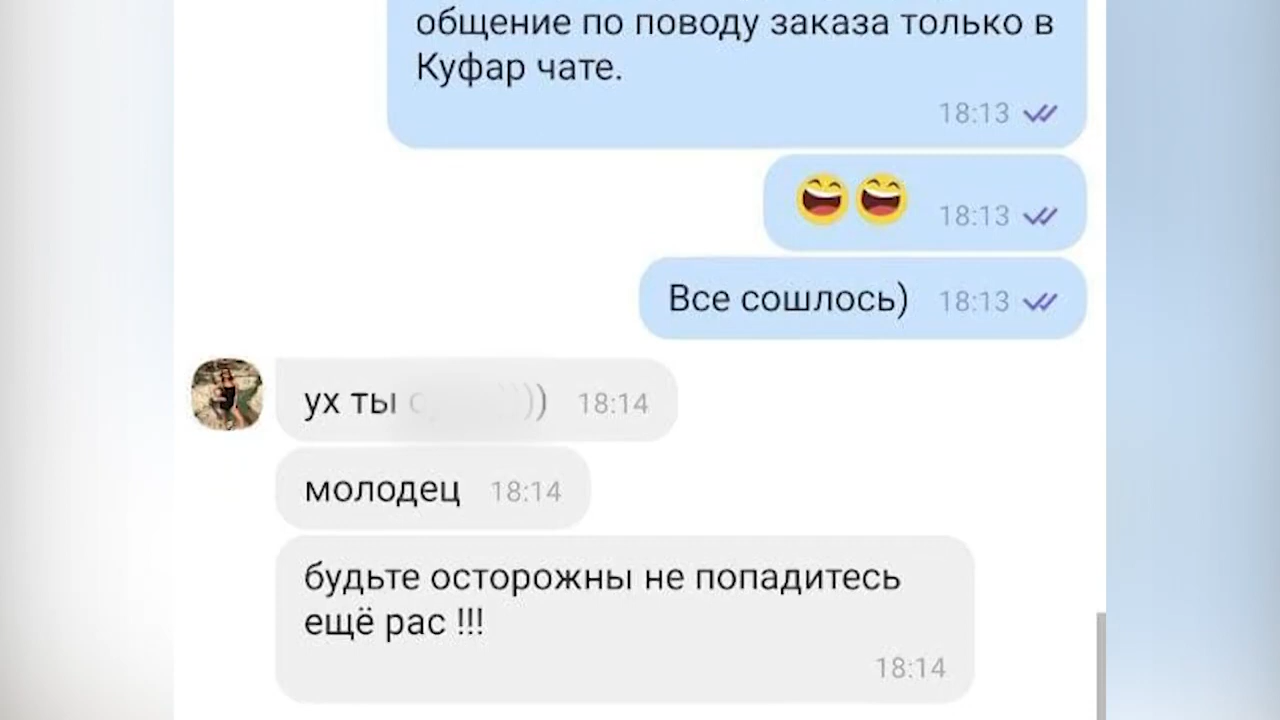 общение по поводу заказа только в
Куфар чате.
18:13
18:13
Все сошлось) 18:13
ух ты )) 18:14
молодец 18:14
будьте осторожны не попадитесь
ещё рас !!!
18:14